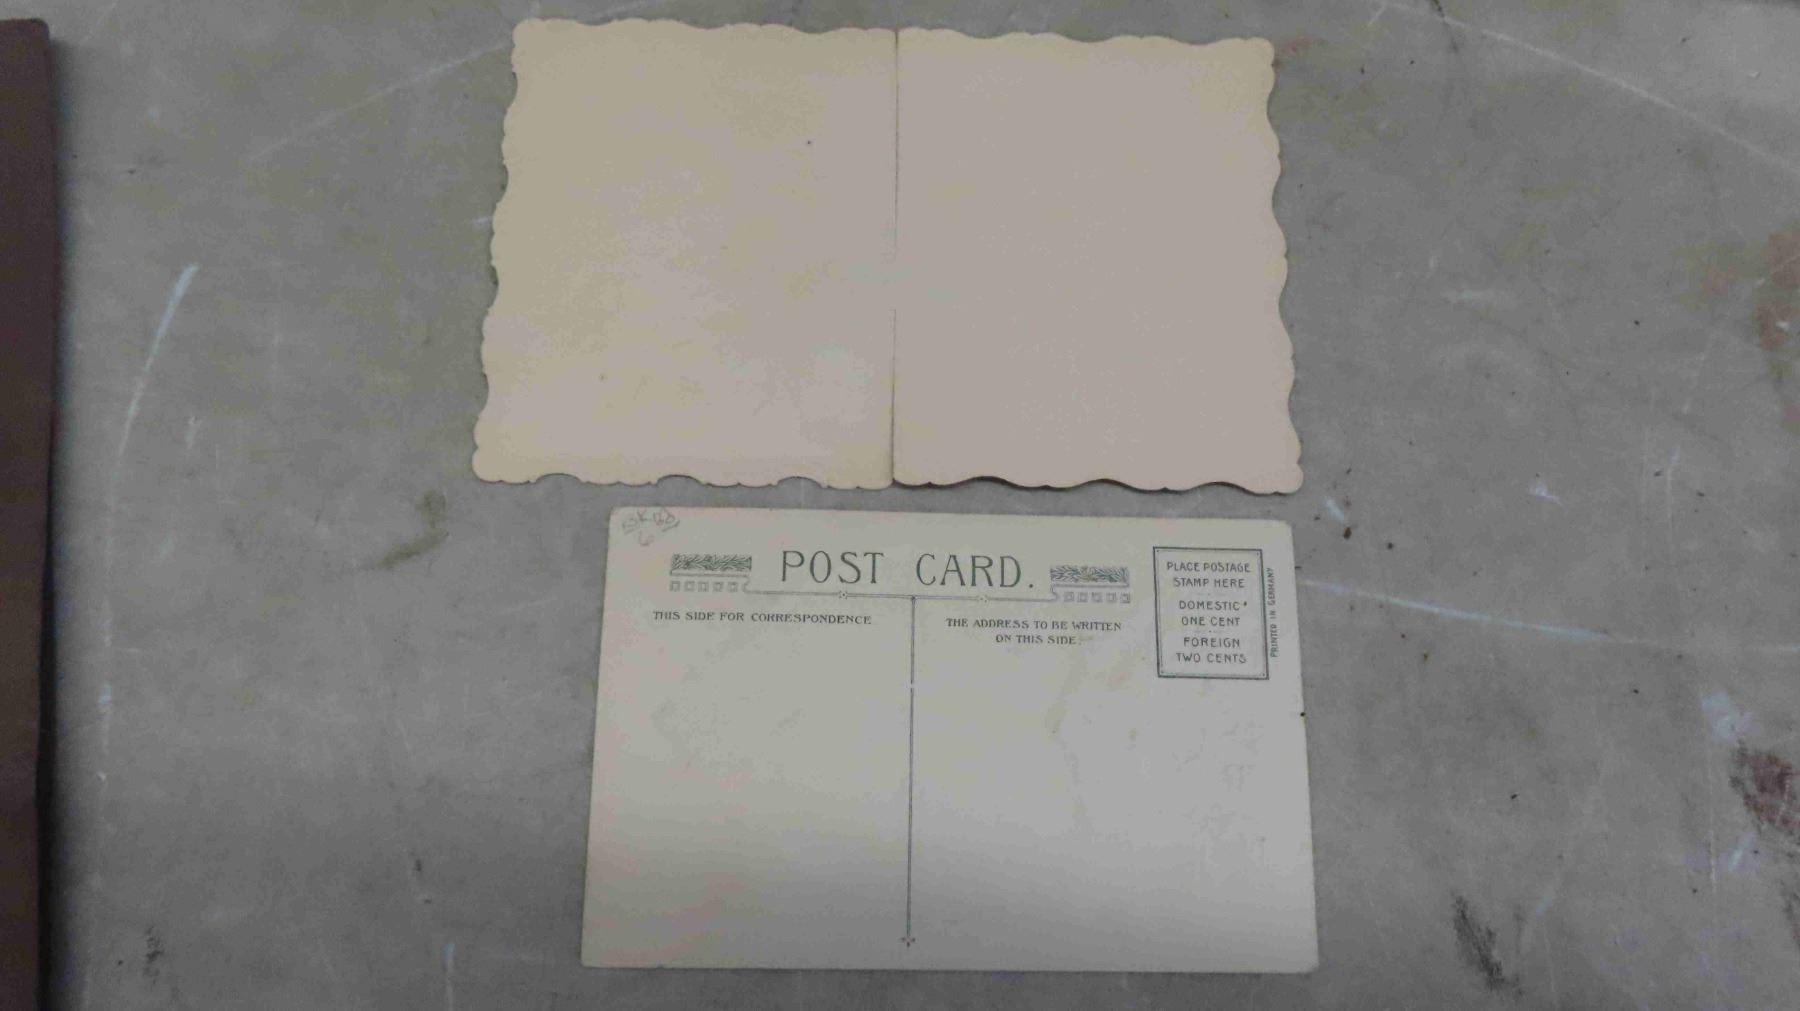 POST CARD.
THIS SIDE FOR CORRESPONDENCE
THE ADDRESS TO BE WRITTEN
ON THIS SIDE.
PLACE POSTAGE
STAMP HERE
DOMESTIC
ONE CENT
FOREIGN
TWO CENTS
PRINTED IN GERMANY